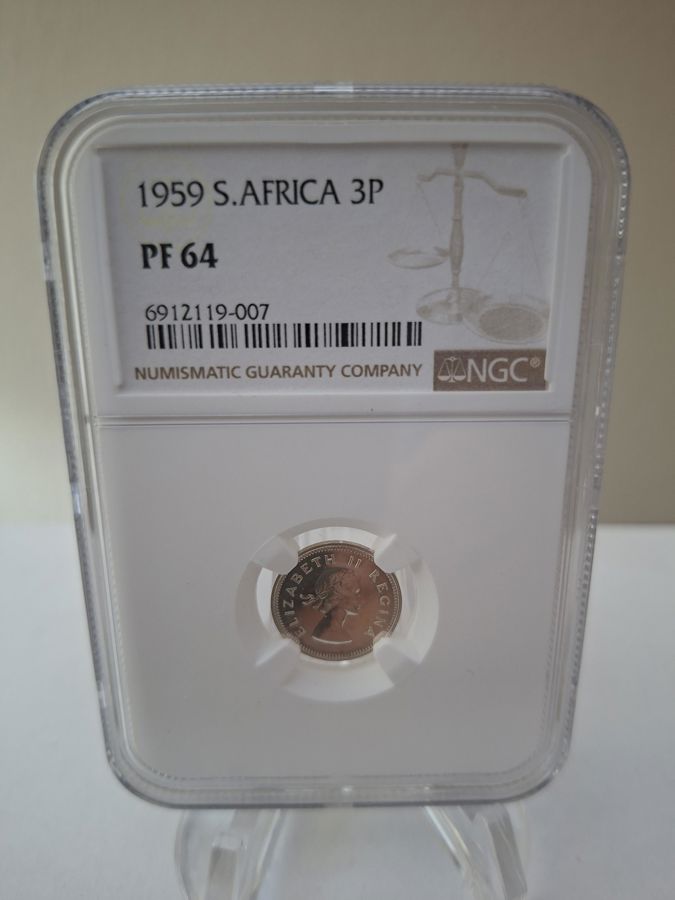 1959 S.AFRICA 3P
PF 64
6912119-007
NUMISMATIC GUARANTY COMPANY
NGC®
ELIZABETH II REGINA